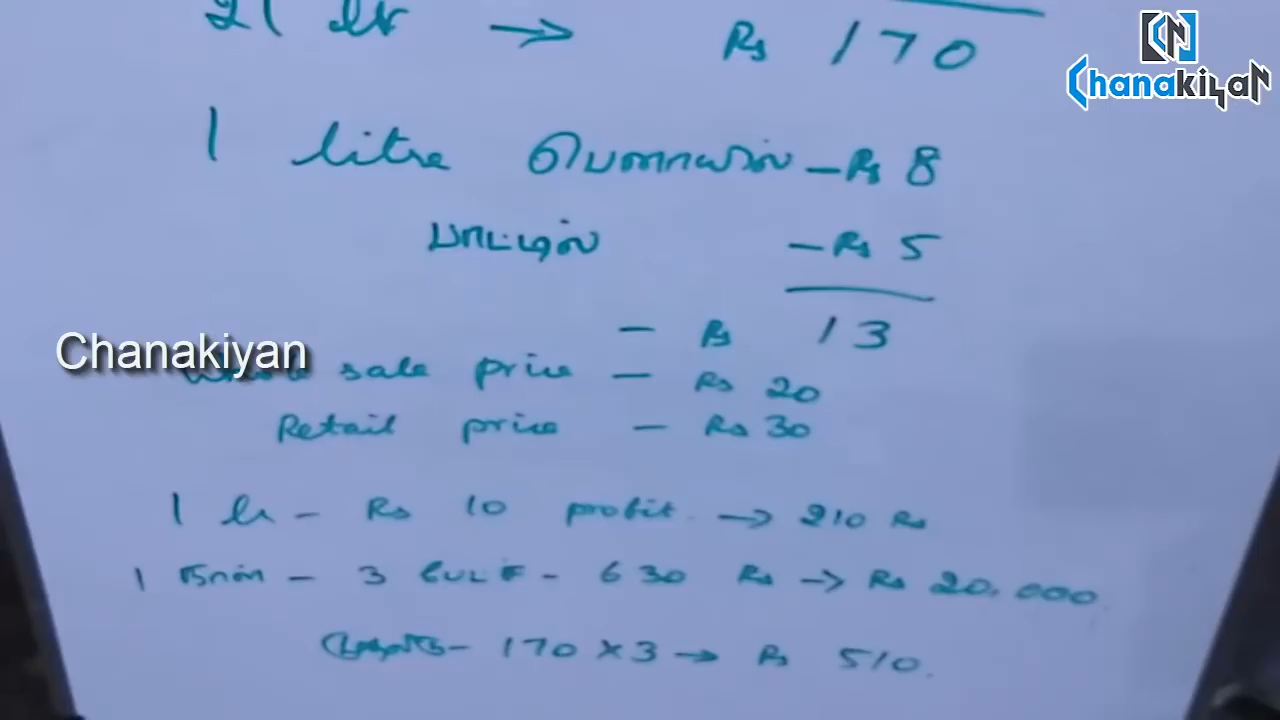 21 ltr → Rs 170
CN
Chanakiyan
1 litre பெனாயில் - Rs 8
பாட்டில் - Rs 5
- Rs 13
Chanakiyan
sale price - Rs 20
Retail price - Rs 30
1 ltr - Rs 10 profit. → 210 Rs
1 நாள் - 3 - 630 Rs → Rs 20,000.
170 x 3 → Rs 510.